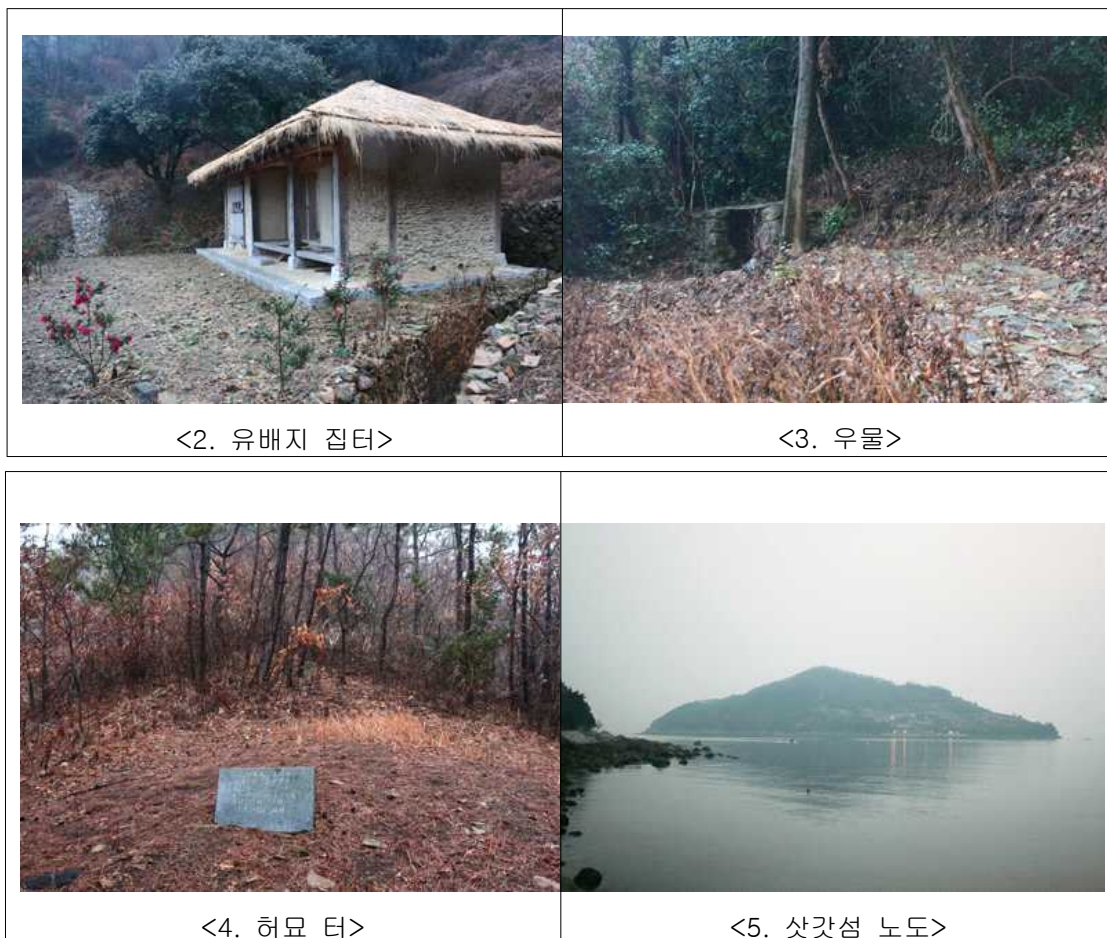 <2. 유배지 집터>
<3. 우물>
<4. 허묘 터>
<5. 삿갓섬 노도>